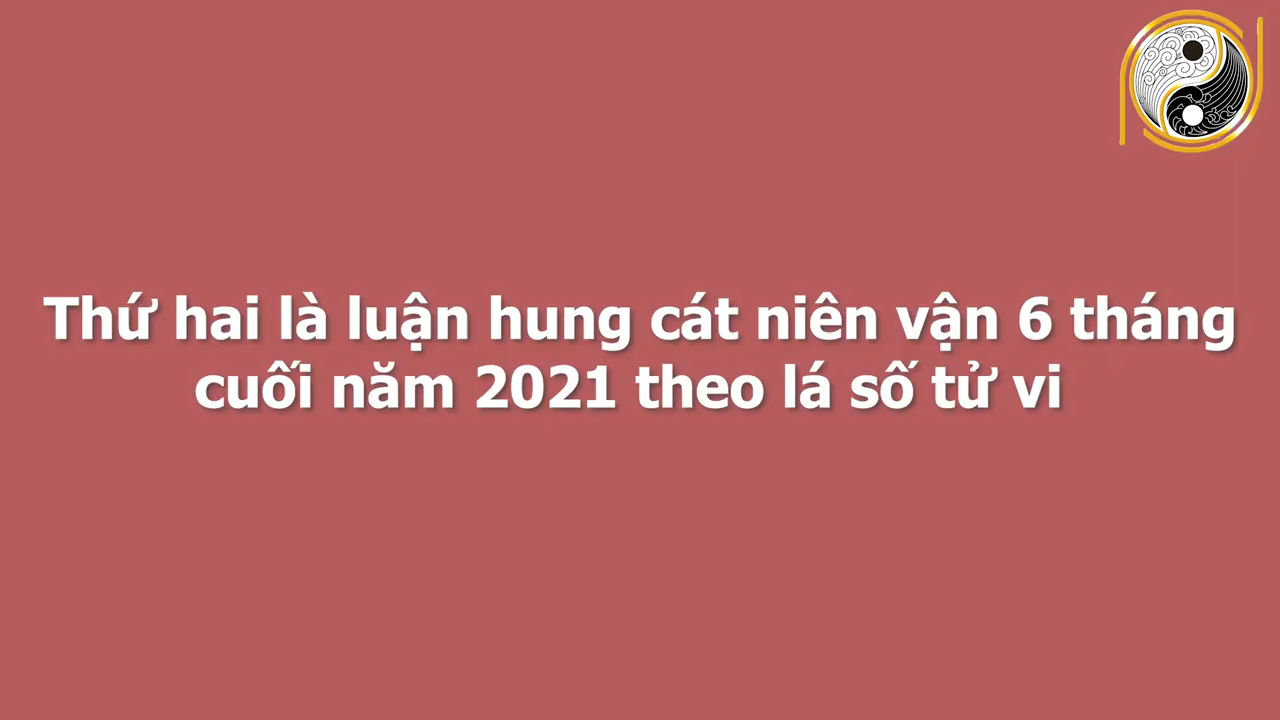 Thứ hai là luận hung cát niên vận 6 tháng
cuối năm 2021 theo lá số tử vi